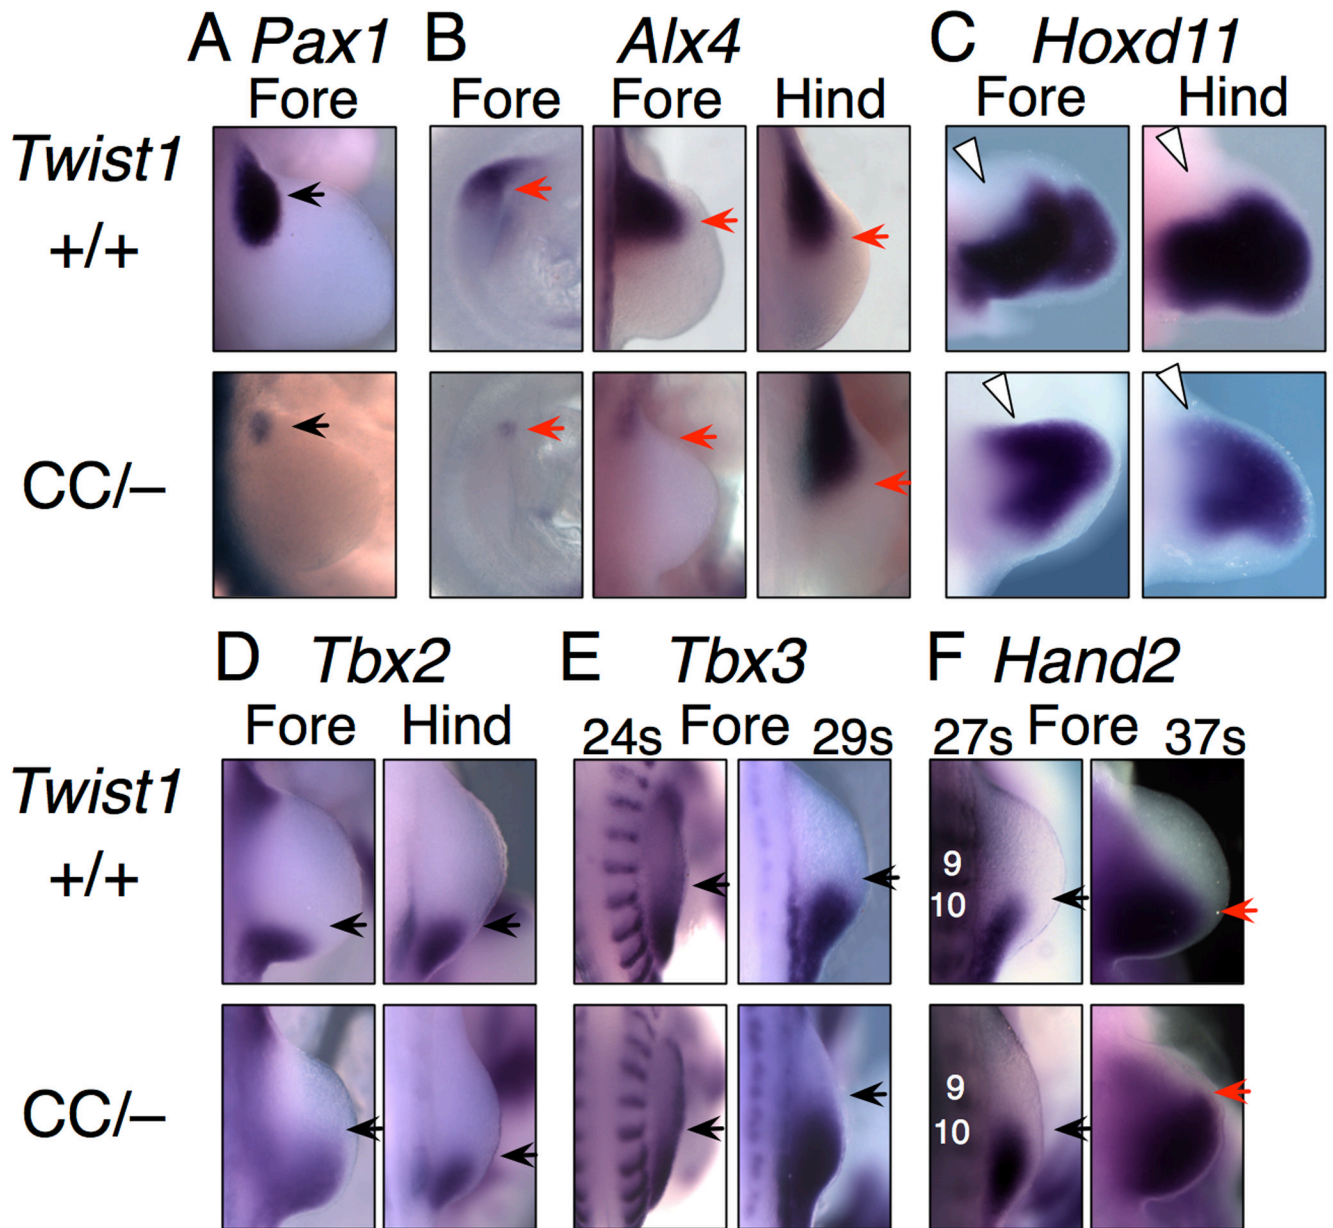 A Pax1 B Alx4 C Hoxd11
Fore Fore Fore Hind Fore Hind
Twist1
+/+
CC/–
D Tbx2 E Tbx3 F Hand2
Fore Hind 24s Fore 29s 27s Fore 37s
Twist1
+/+
9
10
CC/–
9
10